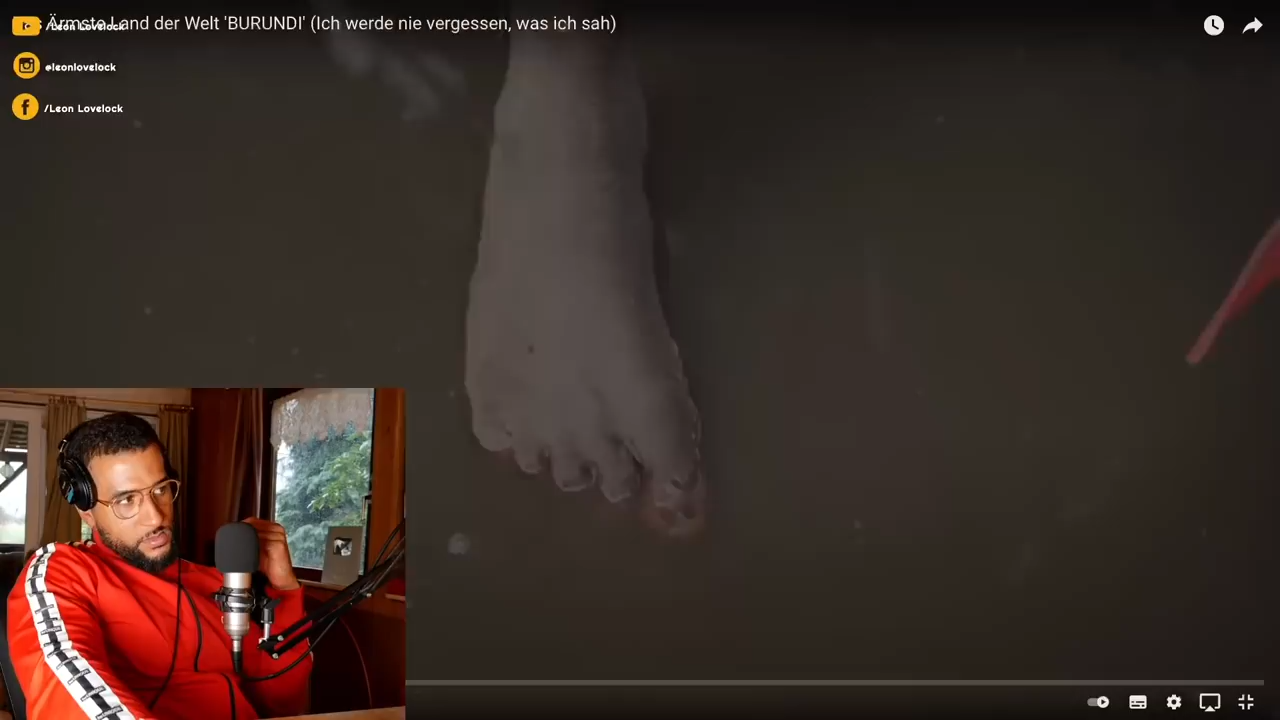 Ärmste Land der Welt 'BURUNDI' (Ich werde nie vergessen, was ich sah)
/Leon Lovelock
@leonlovelock
/Leon Lovelock